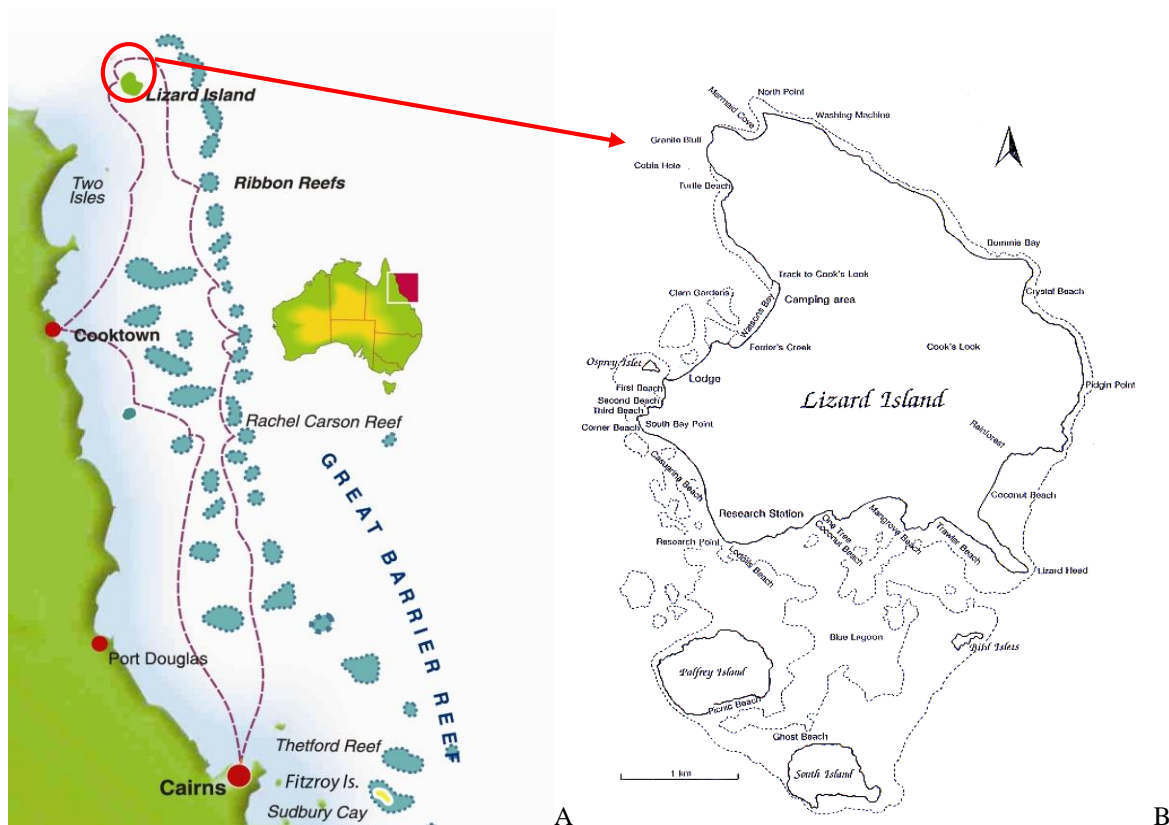 Lizard Island
Ribbon Reefs
Two
Isles
Cooktown
Rachel Carson Reef
GREAT BARRIER REEF
Port Douglas
Thetford Reef
Cairns
Fitzroy Is.
Sudbury Cay
A
North Point
Mermaid Cove
Washing Machine
Granite Bluff
Cobia Hole
Turtle Beach
Dummie Bay
Track to Cook's Look
Crystal Beach
Clam Gardens
Camping area
Watsons Bay
Ferrier's Creek
Cook's Look
Osprey Islet
Lodge
Pidgin Point
First Beach
Second Beach
Third Beach
Lizard Island
Corner Beach
South Bay Point
Rainforest
Casuarina Beach
Coconut Beach
Research Station
Mangrove Beach
One Tree
Coconut Beach
Trawler Beach
Research Point
Loomis Beach
Lizard Head
Blue Lagoon
Bird Islets
Palfrey Island
Picnic Beach
Ghost Beach
South Island
1 km
B